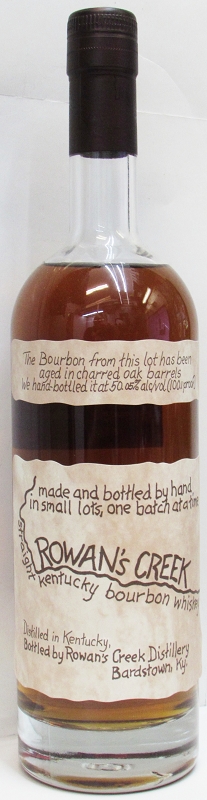 The Bourbon from this lot has been
aged in charred oak barrels
We hand-bottled it at 50.05% alc/vol (100.1 proof)
made and bottled by hand
in small lots, one batch at a time
straight
ROWAN'S CREEK
Kentucky bourbon whiskey
Distilled in Kentucky,
Bottled by Rowan's Creek Distillery
Bardstown, Ky.